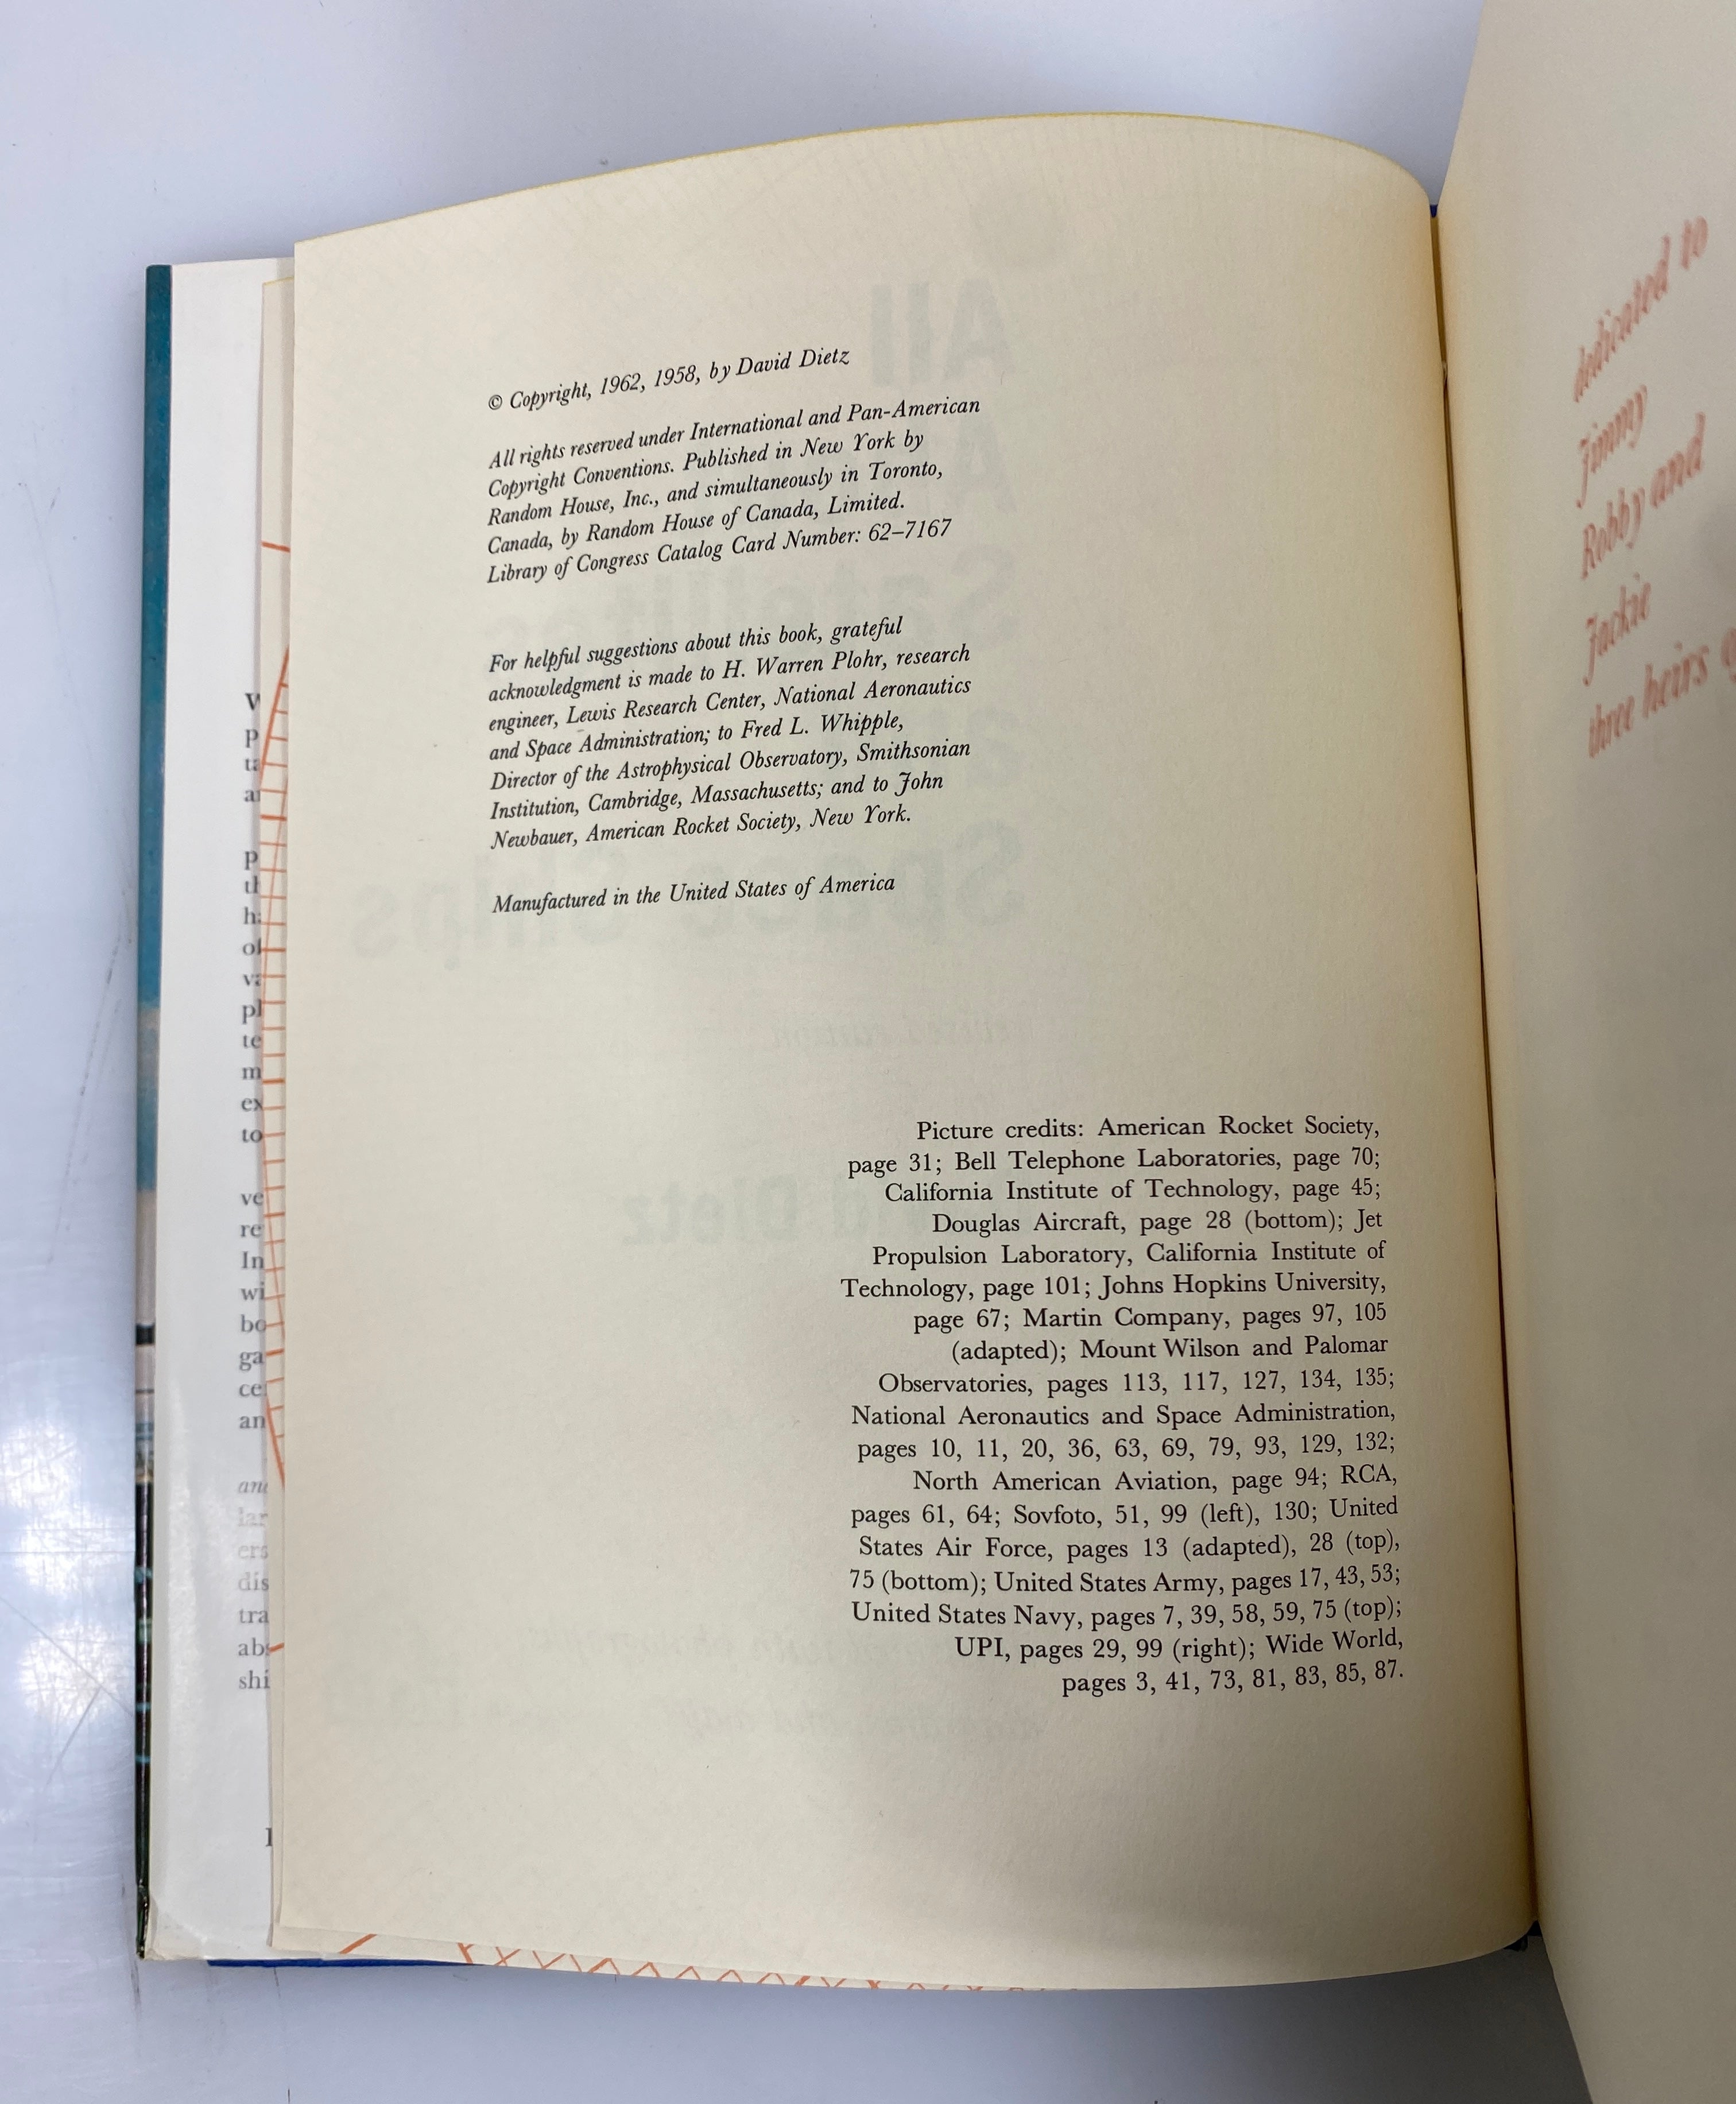 © Copyright, 1962, 1958, by David Dietz
All rights reserved under International and Pan-American
Copyright Conventions. Published in New York by
Random House, Inc., and simultaneously in Toronto,
Canada, by Random House of Canada, Limited.
Library of Congress Catalog Card Number: 62–7167
For helpful suggestions about this book, grateful
acknowledgment is made to H. Warren Plohr, research
engineer, Lewis Research Center, National Aeronautics
and Space Administration; to Fred L. Whipple,
Director of the Astrophysical Observatory, Smithsonian
Institution, Cambridge, Massachusetts; and to John
Newbauer, American Rocket Society, New York.
Manufactured in the United States of America
Picture credits: American Rocket Society,
page 31; Bell Telephone Laboratories, page 70;
California Institute of Technology, page 45;
Douglas Aircraft, page 28 (bottom); Jet
Propulsion Laboratory, California Institute of
Technology, page 101; Johns Hopkins University,
page 67; Martin Company, pages 97, 105
(adapted); Mount Wilson and Palomar
Observatories, pages 113, 117, 127, 134, 135;
National Aeronautics and Space Administration,
pages 10, 11, 20, 36, 63, 69, 79, 93, 129, 132;
North American Aviation, page 94; RCA,
pages 61, 64; Sovfoto, 51, 99 (left), 130; United
States Air Force, pages 13 (adapted), 28 (top),
75 (bottom); United States Army, pages 17, 43, 53;
United States Navy, pages 7, 39, 58, 59, 75 (top);
UPI, pages 29, 99 (right); Wide World,
pages 3, 41, 73, 81, 83, 85, 87.
dedicated to
Jimmy
Robby and
Jackie
three heirs